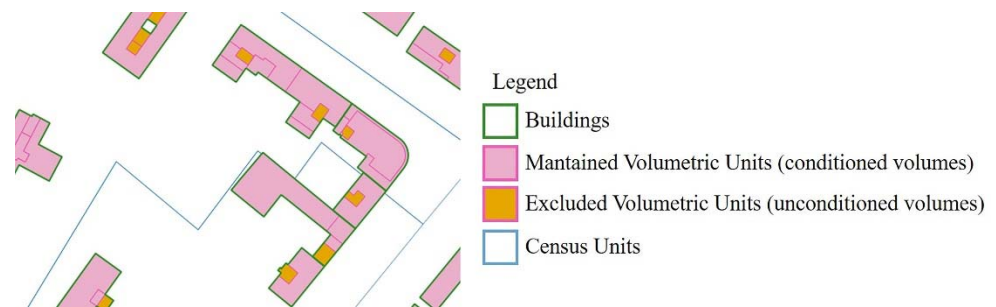 Legend
Buildings
Mantained Volumetric Units (conditioned volumes)
Excluded Volumetric Units (unconditioned volumes)
Census Units